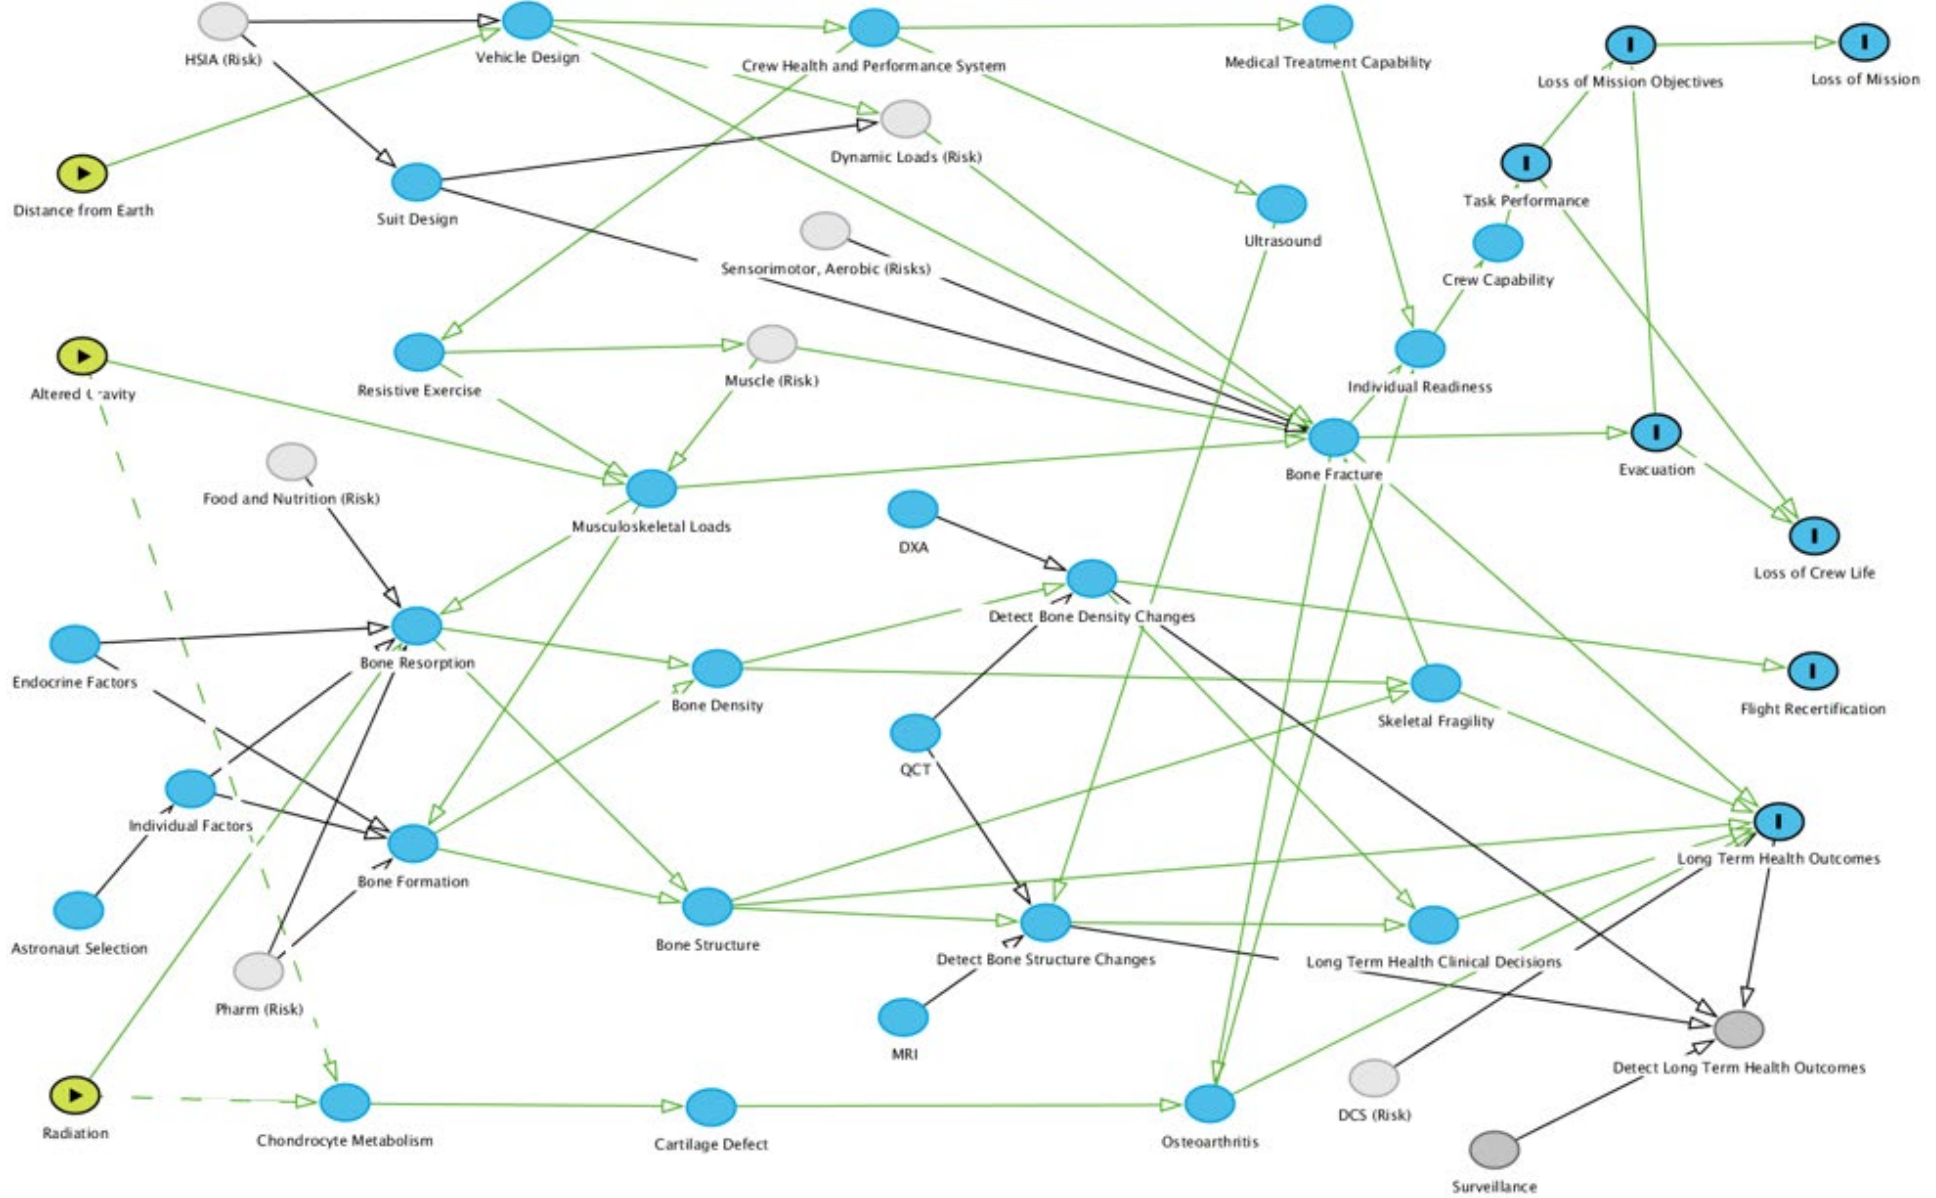 HSIA (Risk)
Vehicle Design
Crew Health and Performance System
Medical Treatment Capability
Loss of Mission Objectives
Loss of Mission
Dynamic Loads (Risk)
Distance from Earth
Suit Design
Task Performance
Ultrasound
Sensorimotor, Aerobic (Risks)
Crew Capability
Altered Gravity
Resistive Exercise
Muscle (Risk)
Individual Readiness
Food and Nutrition (Risk)
Musculoskeletal Loads
Bone Fracture
Evacuation
DXA
Loss of Crew Life
Detect Bone Density Changes
Endocrine Factors
Bone Resorption
Bone Density
Skeletal Fragility
Flight Recertification
QCT
Individual Factors
Bone Formation
Long Term Health Outcomes
Astronaut Selection
Bone Structure
Detect Bone Structure Changes
Long Term Health Clinical Decisions
Pharm (Risk)
MRI
Detect Long Term Health Outcomes
DCS (Risk)
Radiation
Chondrocyte Metabolism
Cartilage Defect
Osteoarthritis
Surveillance